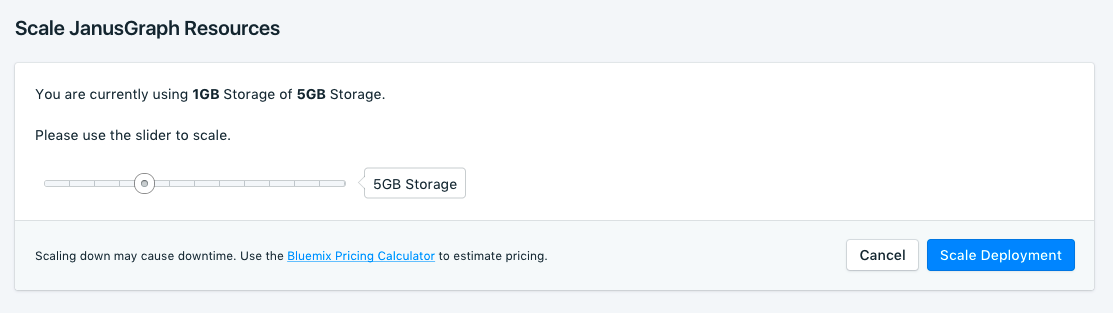 Scale JanusGraph Resources
You are currently using 1GB Storage of 5GB Storage.
Please use the slider to scale.
5GB Storage
Scaling down may cause downtime. Use the Bluemix Pricing Calculator to estimate pricing.
Cancel
Scale Deployment